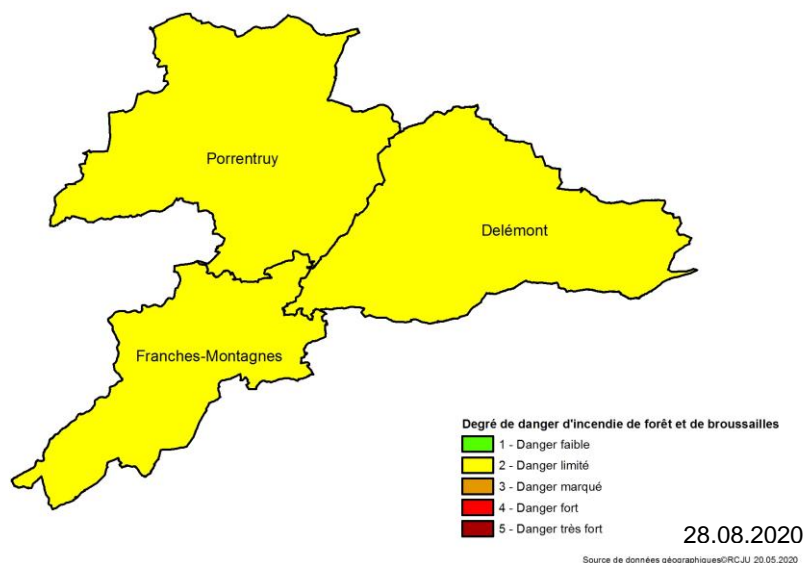 Porrentruy
Delémont
Franches-Montagnes
Degré de danger d'incendie de forêt et de broussailles
1 - Danger faible
2 - Danger limité
3 - Danger marqué
4 - Danger fort
5 - Danger très fort
28.08.2020
Source de données géographiques©RCJU 20.05.2020